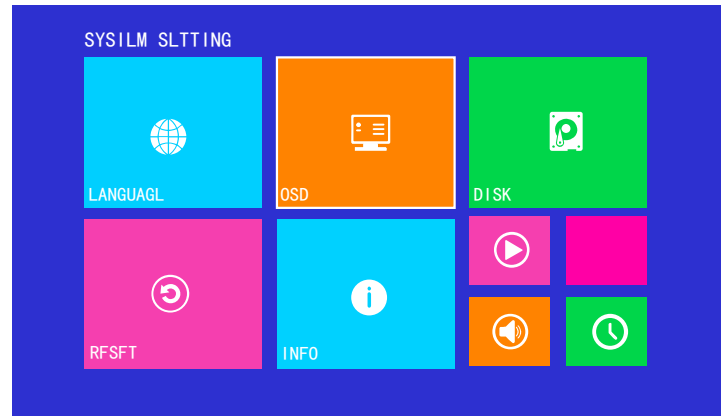 SYSILM SLTTING
LANGUAGL
OSD
DISK
RFSFT
INFO